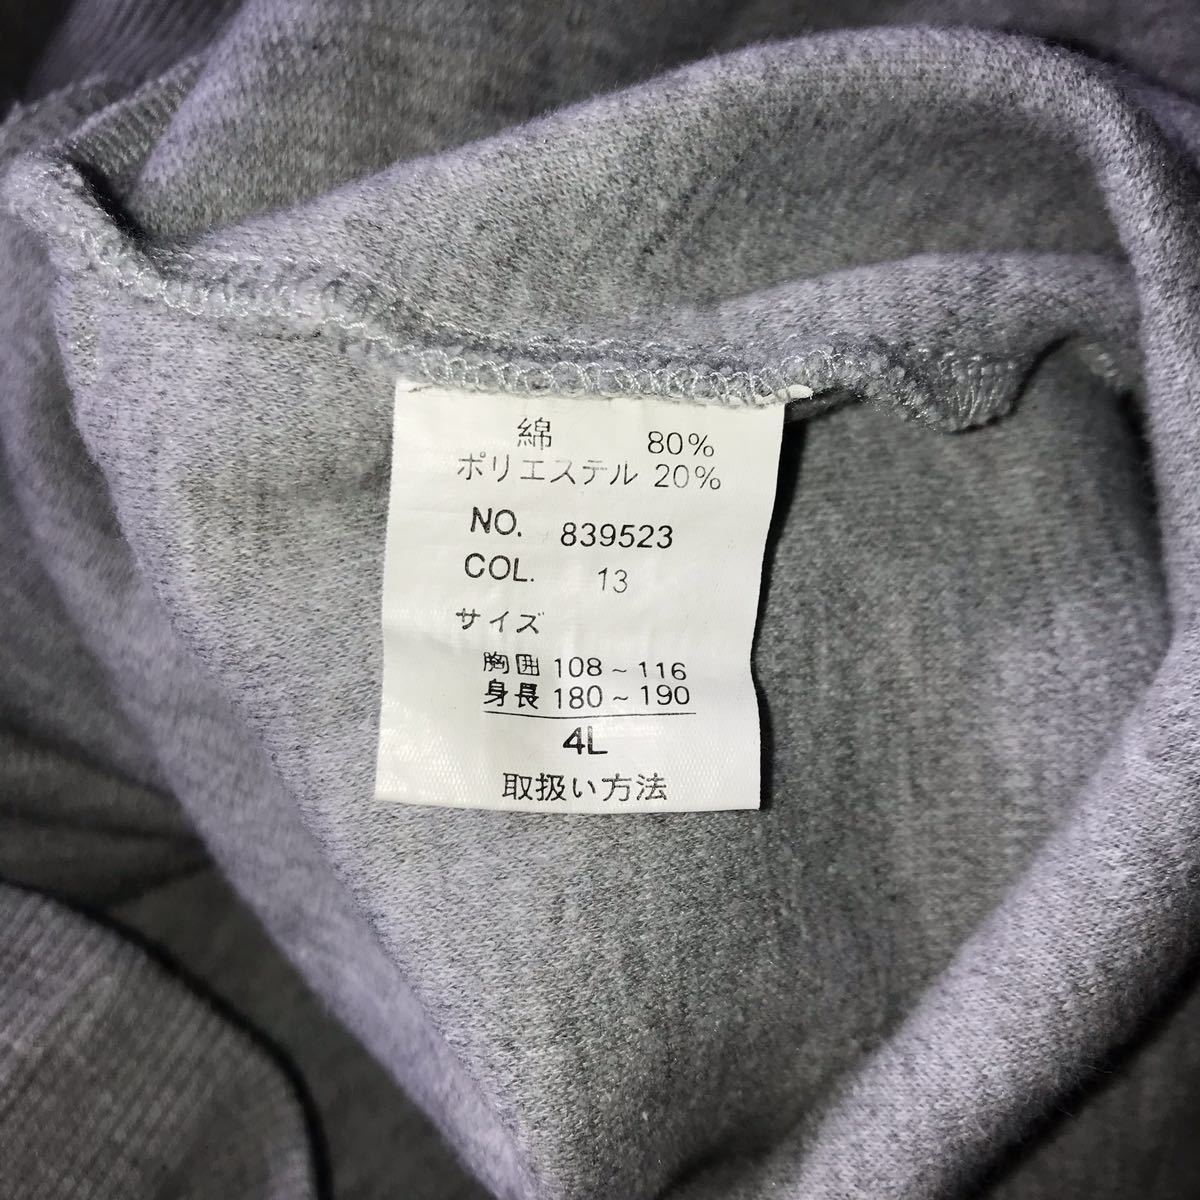 綿 80%
ポリエステル 20%
NO. 839523
COL. 13
サイズ
胸囲 108~116
身長 180~190
4L
取扱い方法